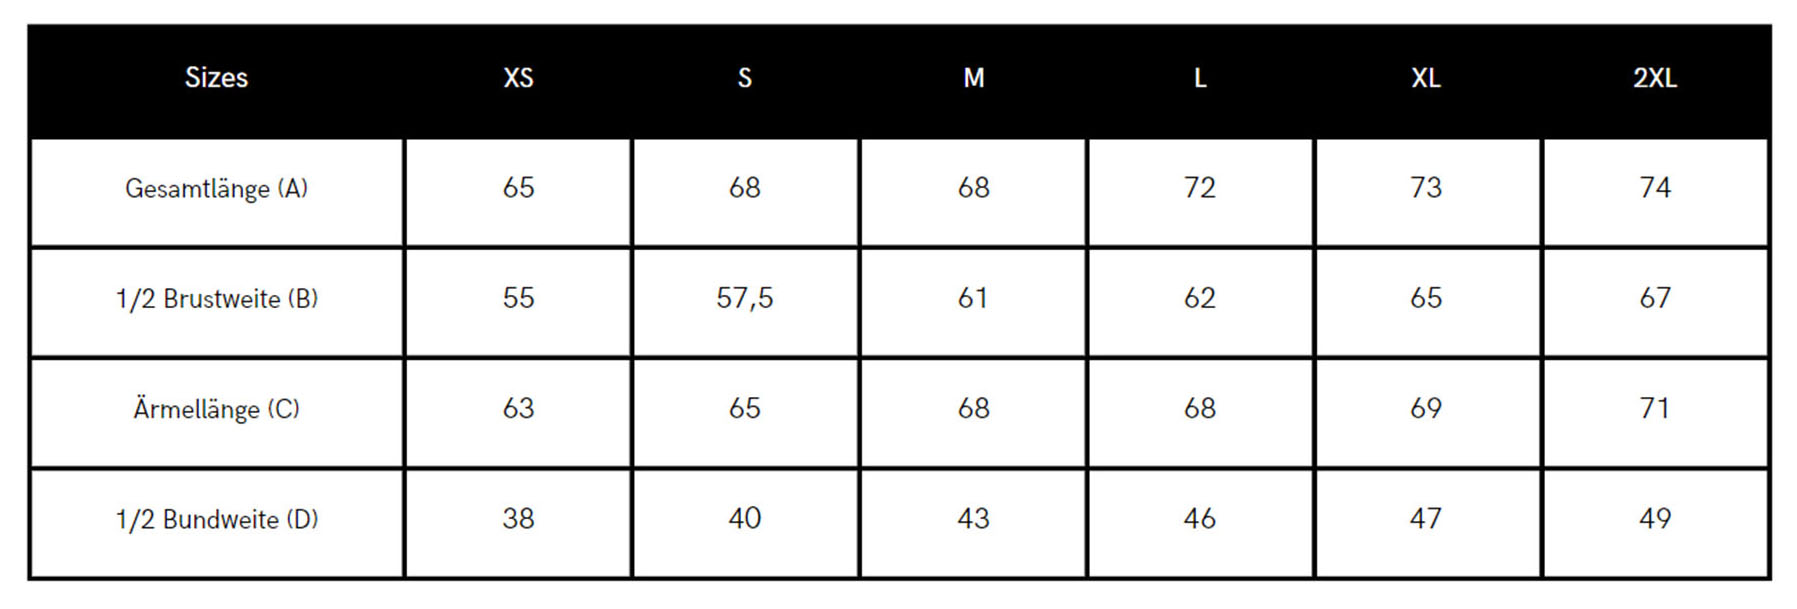 Sizes XS S M L XL 2XL
Gesamtlänge (A) 65 68 68 72 73 74
1/2 Brustweite (B) 55 57,5 61 62 65 67
Ärmellänge (C) 63 65 68 68 69 71
1/2 Bundweite (D) 38 40 43 46 47 49